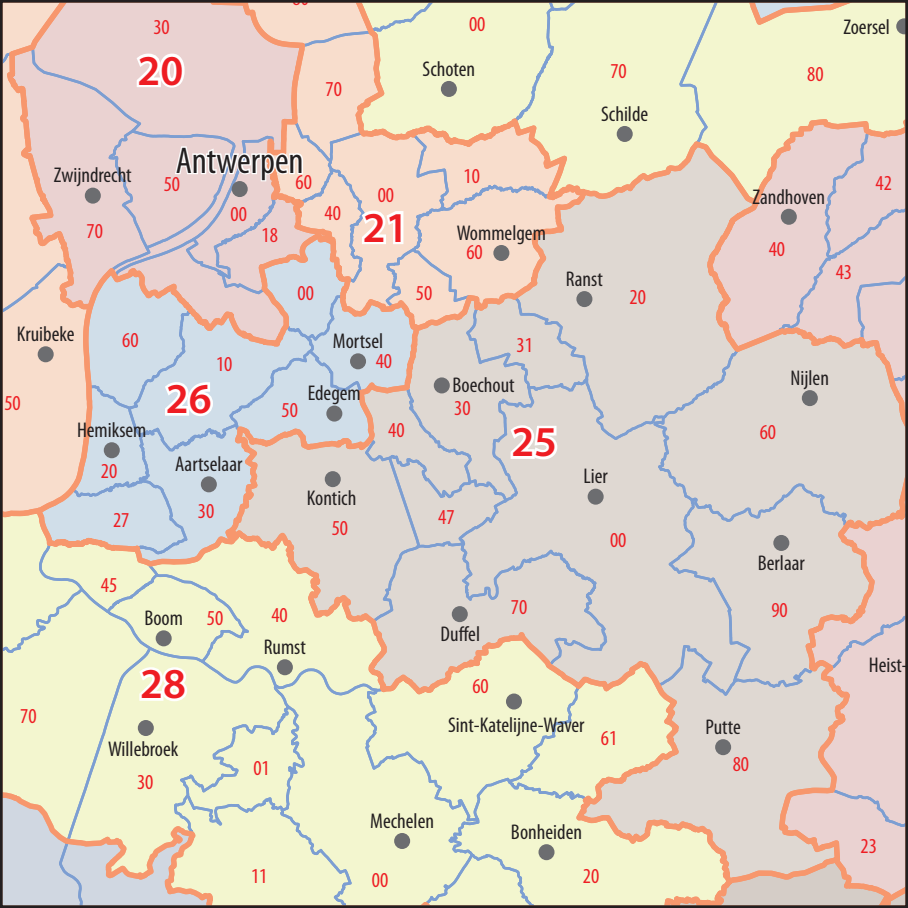 30
00
Zoersel
20
Schoten
70
80
70
Schilde
Antwerpen
Zwijndrecht
50
60
00
10
42
00
40
Zandhoven
70
18
21
Wommelgem
60
40
43
Ranst
00
50
20
Kruibeke
60
Mortsel
31
10
40
Nijlen
Boechout
50
26
50
Edegem
30
60
Hemiksem
40
25
20
Aartselaar
Lier
30
Kontich
27
50
47
00
Berlaar
45
Boom
50
40
70
90
Duffel
Rumst
Heist-
28
60
70
Sint-Katelijne-Waver
Putte
Willebroek
61
30
01
80
Mechelen
Bonheiden
23
11
00
20